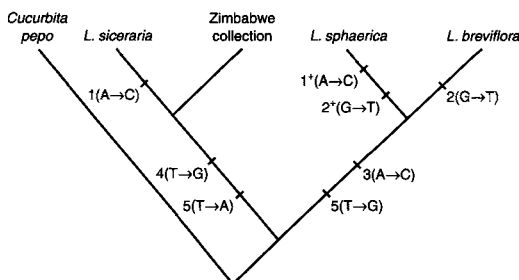 Cucurbita
pepo
L. siceraria
Zimbabwe
collection
L. sphaerica
L. breviflora
1(A→C)
1+(A→C)
2+(G→T)
2(G→T)
4(T→G)
3(A→C)
5(T→A)
5(T→G)